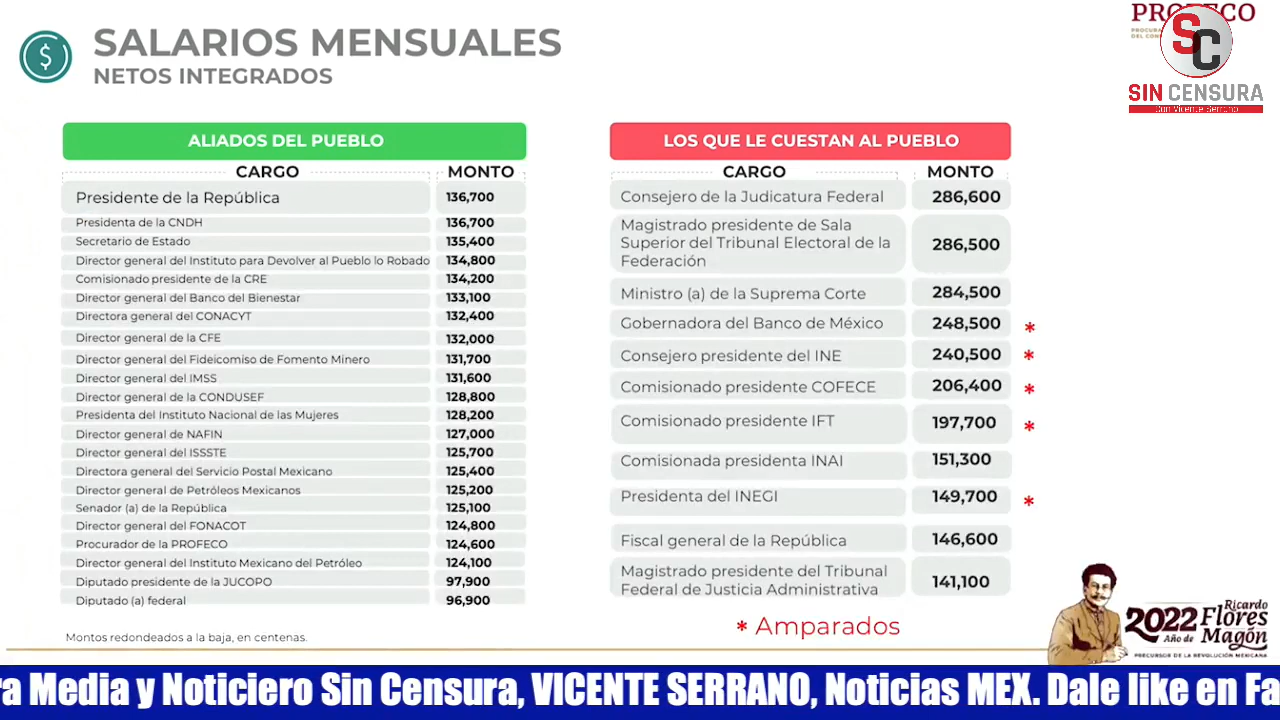 SALARIOS MENSUALES
NETOS INTEGRADOS
PROFECO
SC
SIN CENSURA
Con Vicente Serrano
ALIADOS DEL PUEBLO
CARGO MONTO
Presidente de la República 136,700
Presidenta de la CNDH 136,700
Secretario de Estado 135,400
Director general del Instituto para Devolver al Pueblo lo Robado 134,800
Comisionado presidente de la CRE 134,200
Director general del Banco del Bienestar 133,100
Directora general del CONACYT 132,400
Director general de la CFE 132,000
Director general del Fideicomiso de Fomento Minero 131,700
Director general del IMSS 131,600
Director general de la CONDUSEF 128,800
Presidenta del Instituto Nacional de las Mujeres 128,200
Director general de NAFIN 127,000
Director general del ISSSTE 125,700
Directora general del Servicio Postal Mexicano 125,400
Director general de Petróleos Mexicanos 125,200
Senador (a) de la República 125,100
Director general del FONACOT 124,800
Procurador de la PROFECO 124,600
Director general del Instituto Mexicano del Petróleo 124,100
Diputado presidente de la JUCOPO 97,900
Diputado (a) federal 96,900
Montos redondeados a la baja, en centenas.
LOS QUE LE CUESTAN AL PUEBLO
CARGO MONTO
Consejero de la Judicatura Federal 286,600
Magistrado presidente de Sala
Superior del Tribunal Electoral de la 286,500
Federación
Ministro (a) de la Suprema Corte 284,500
Gobernadora del Banco de México 248,500 *
Consejero presidente del INE 240,500 *
Comisionado presidente COFECE 206,400 *
Comisionado presidente IFT 197,700 *
Comisionada presidenta INAI 151,300
Presidenta del INEGI 149,700 *
Fiscal general de la República 146,600
Magistrado presidente del Tribunal
Federal de Justicia Administrativa 141,100
* Amparados
2022 Ricardo
Flores
Año de Magón
PRECURSOR DE LA REVOLUCIÓN MEXICANA
ra Media y Noticiero Sin Censura, VICENTE SERRANO, Noticias MEX. Dale like en Fa